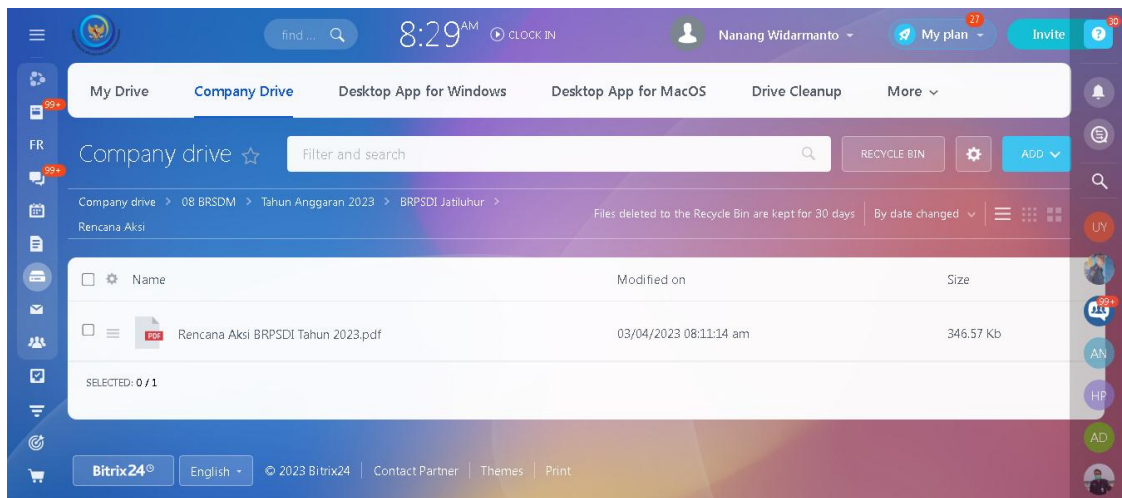 find ...
8:29 AM
CLOCK IN
Nanang Widarmanto
27
My plan
Invite
30
My Drive
Company Drive
Desktop App for Windows
Desktop App for MacOS
Drive Cleanup
More
99+
FR
99+
Company drive
Filter and search
RECYCLE BIN
ADD
Company drive > 08 BRSDM > Tahun Anggaran 2023 > BRPSDI Jatiluhur >
Rencana Aksi
Files deleted to the Recycle Bin are kept for 30 days
By date changed
UY
Name
Modified on
Size
PDF
Rencana Aksi BRPSDI Tahun 2023.pdf
03/04/2023 08:11:14 am
346.57 Kb
99+
AN
SELECTED: 0 / 1
HP
AD
Bitrix24
English
© 2023 Bitrix24
Contact Partner
Themes
Print